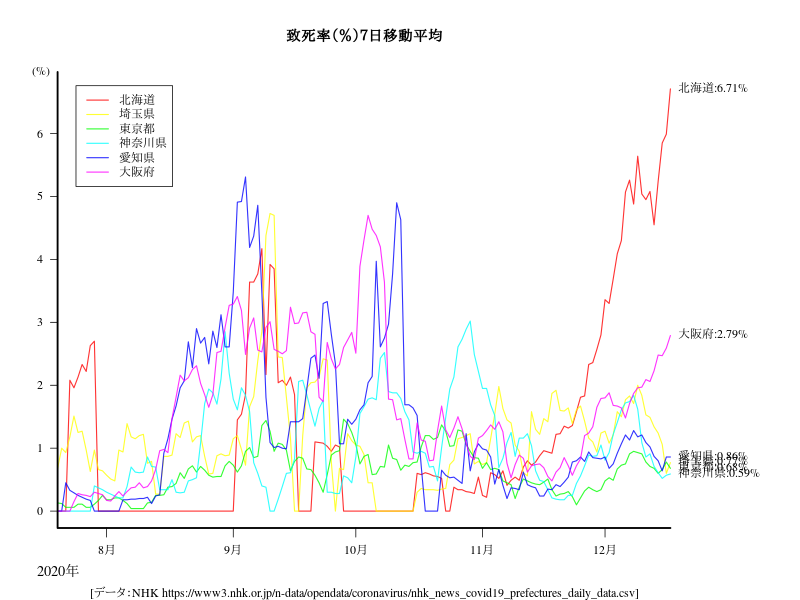 致死率(%)7日移動平均
(%)
北海道
埼玉県
東京都
神奈川県
愛知県
大阪府
6
5
4
3
2
1
0
北海道:6.71%
大阪府:2.79%
愛知県:0.86%
神奈川県:0.59%
8月
9月
10月
11月
12月
2020年
[データ:NHK https://www3.nhk.or.jp/n-data/opendata/coronavirus/nhk_news_covid19_prefectures_daily_data.csv]